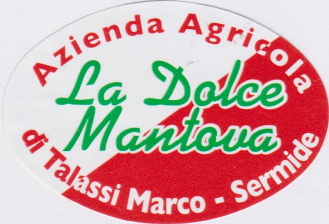 Azienda Agricola
La Dolce
Mantova
di Talassi Marco - Sermide